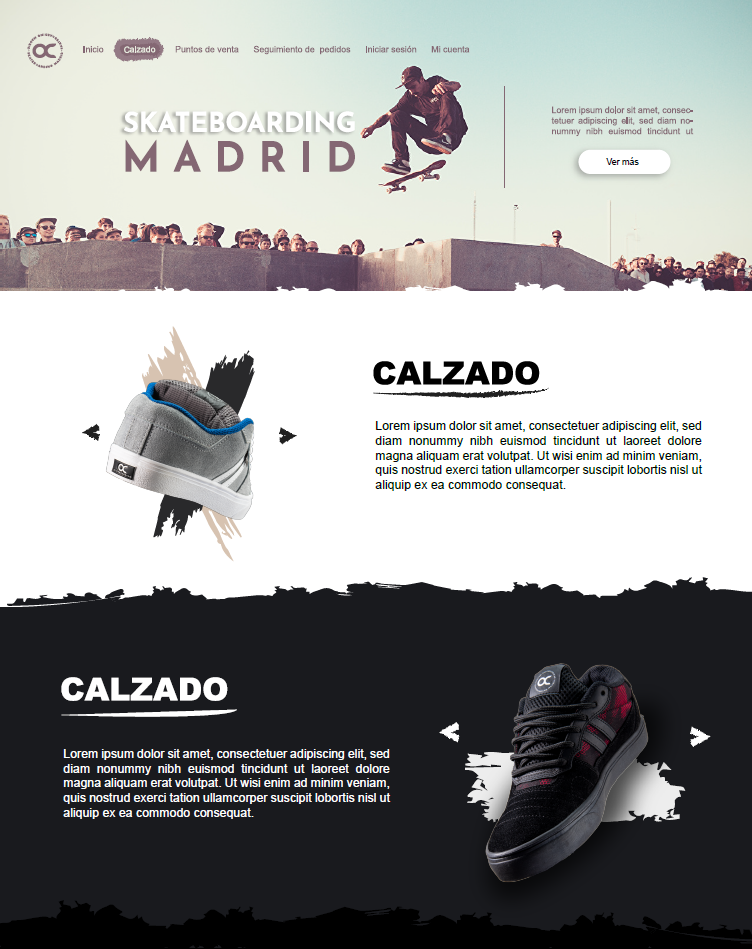 OC
Inicio
Calzado
Puntos de venta
Seguimiento de pedidos
Iniciar sesión
Mi cuenta
SKATEBOARDING
MADRID
Lorem ipsum dolor sit amet, consec-
tetuer adipiscing elit, sed diam no-
nummy nibh euismod tincidunt ut
Ver más
CALZADO
Lorem ipsum dolor sit amet, consectetuer adipiscing elit, sed
diam nonummy nibh euismod tincidunt ut laoreet dolore
magna aliquam erat volutpat. Ut wisi enim ad minim veniam,
quis nostrud exerci tation ullamcorper suscipit lobortis nisl ut
aliquip ex ea commodo consequat.
OC
CALZADO
Lorem ipsum dolor sit amet, consectetuer adipiscing elit, sed
diam nonummy nibh euismod tincidunt ut laoreet dolore
magna aliquam erat volutpat. Ut wisi enim ad minim veniam,
quis nostrud exerci tation ullamcorper suscipit lobortis nisl ut
aliquip ex ea commodo consequat.
OC